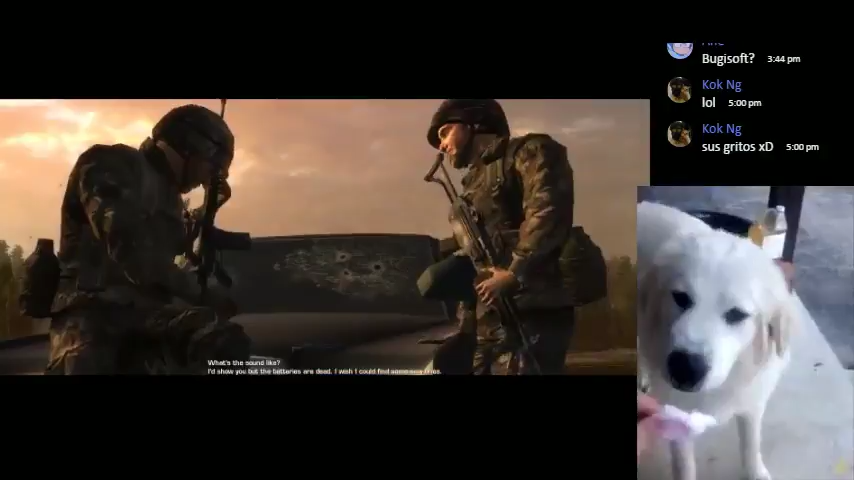 Bugisoft? 3:44 pm
Kok Ng
lol 5:00 pm
Kok Ng
sus gritos xD 5:00 pm
What's the sound like?
I'd show you but the batteries are dead. I wish I could find some